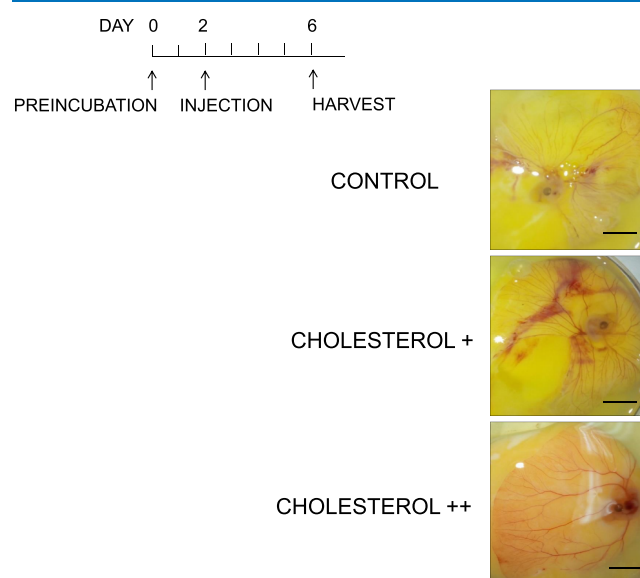 DAY 0 2 6
PREINCUBATION INJECTION HARVEST
CONTROL
CHOLESTEROL +
CHOLESTEROL ++